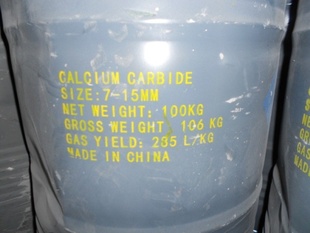 CALCIUM CARBIDE
SIZE:7-15MM
NET WEIGHT: 100KG
GROSS WEIGHT: 106 KG
GAS YIELD: 285 L/KG
MADE IN CHINA